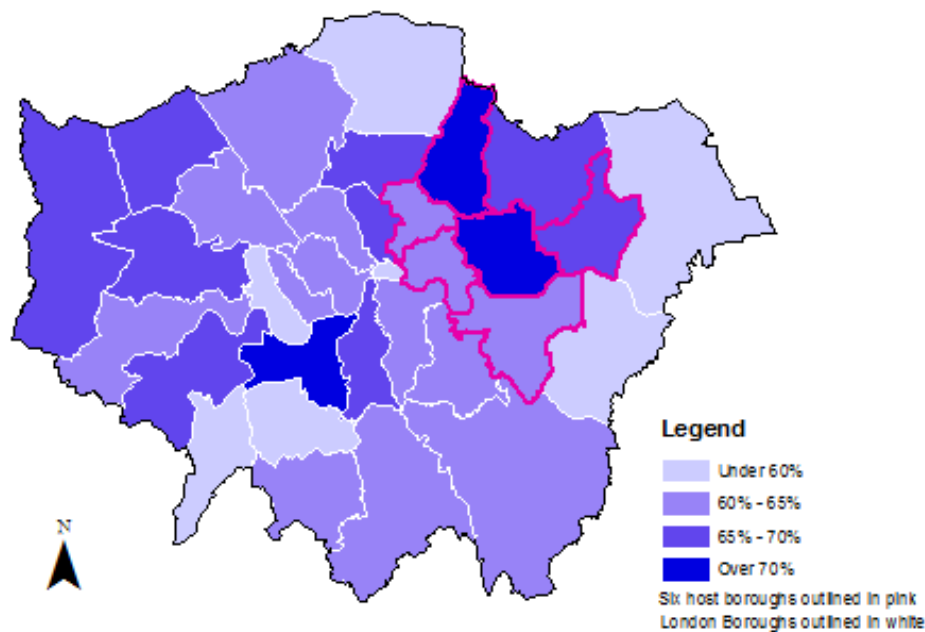 Legend
Under 60%
60% - 65%
65% - 70%
Over 70%
N
Six host boroughs outlined in pink
London Boroughs outlined in white